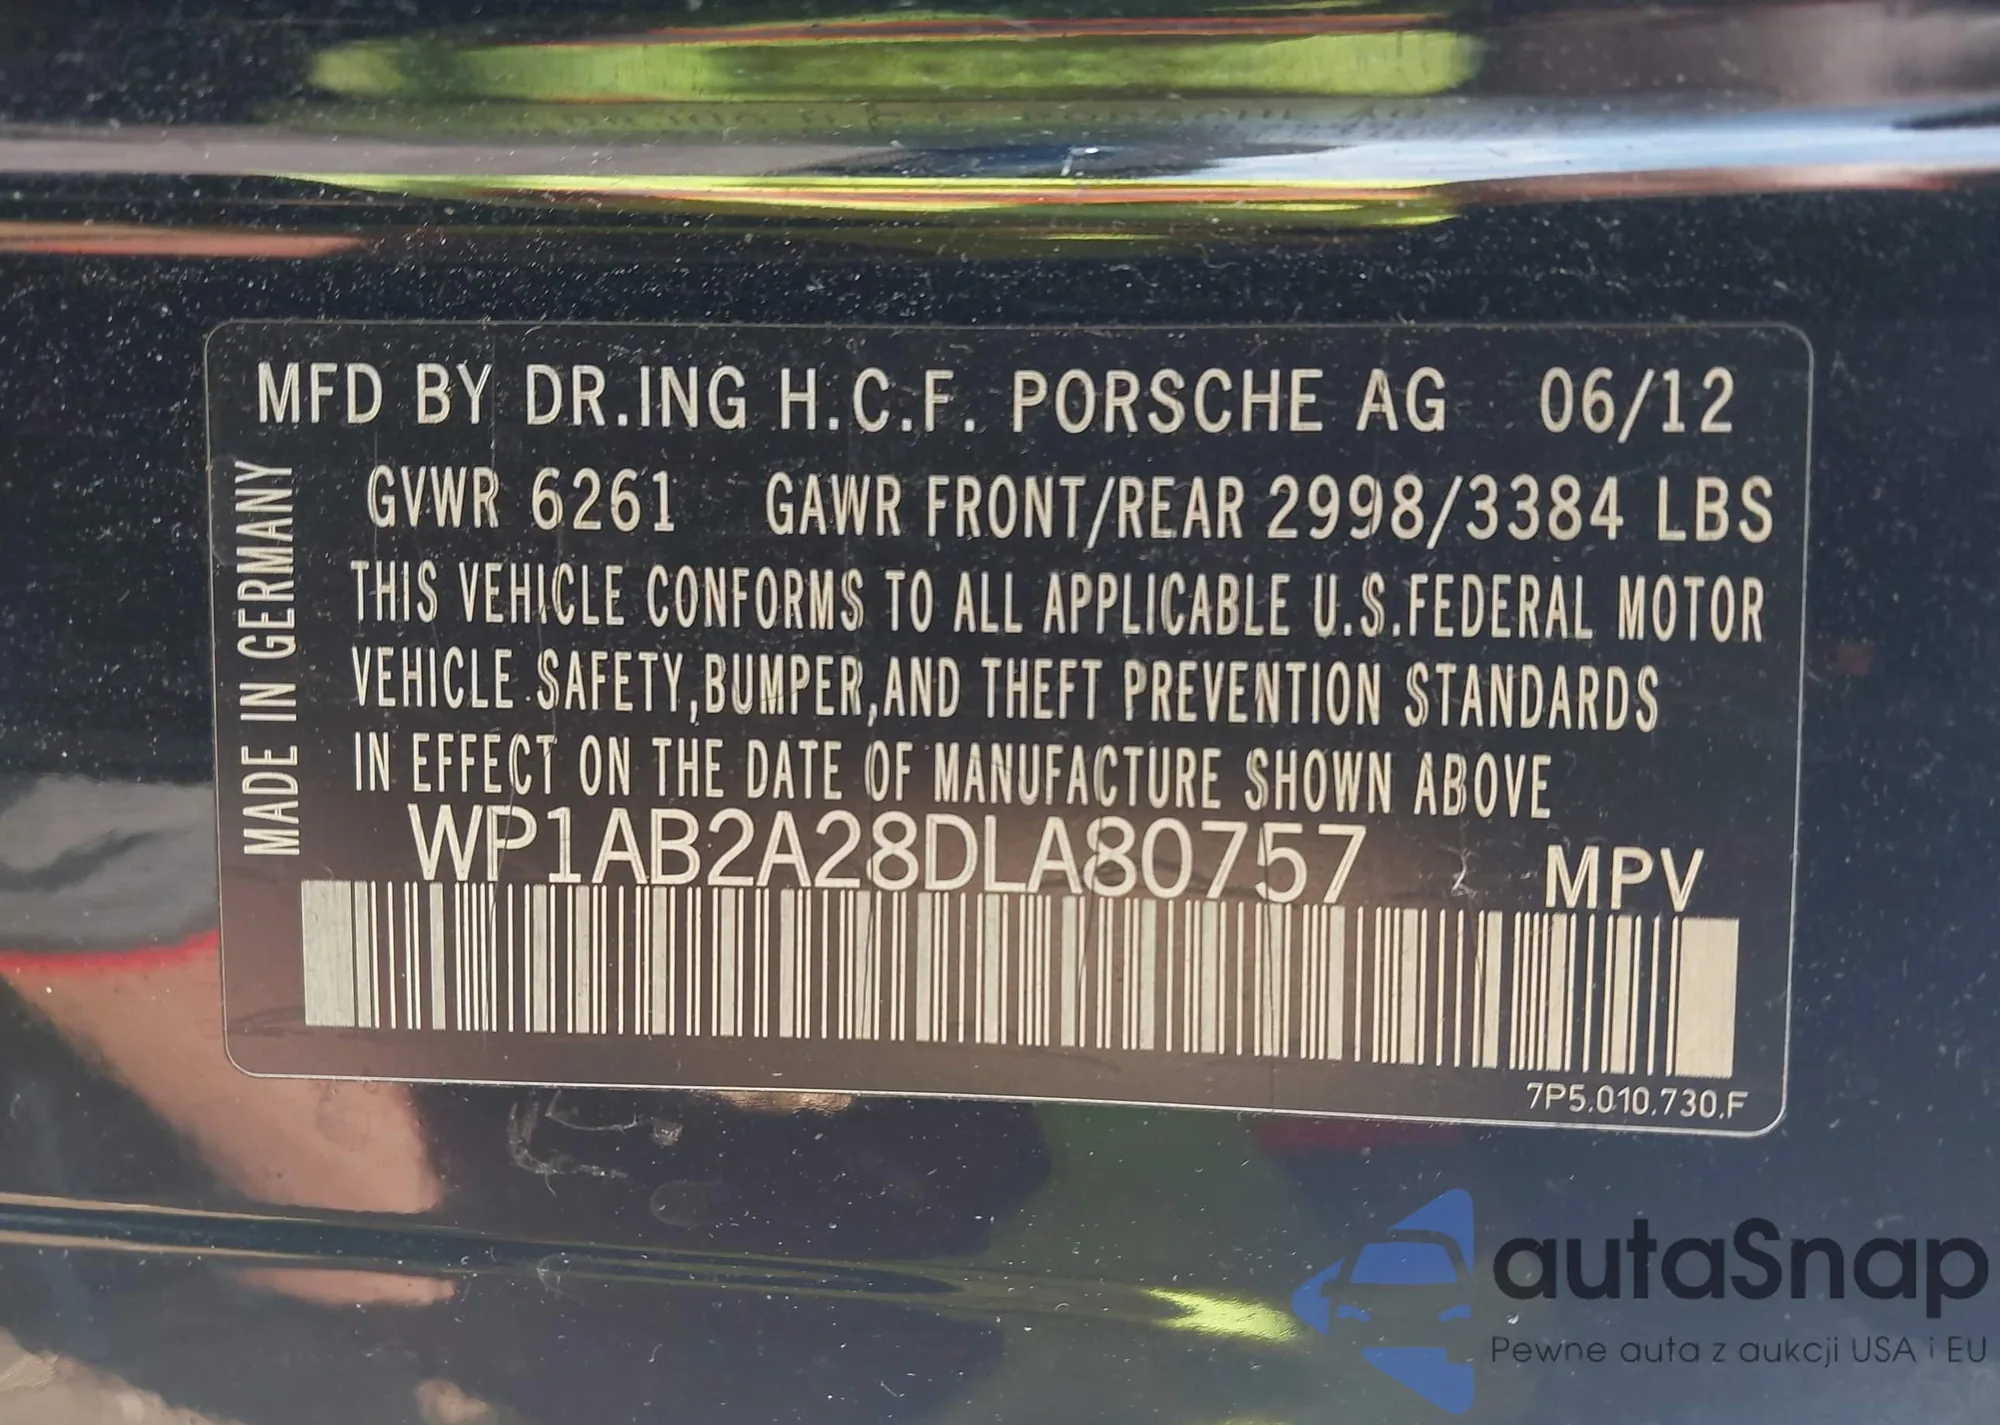 MFD BY DR.ING H.C.F. PORSCHE AG 06/12
GVWR 6261 GAWR FRONT/REAR 2998/3384 LBS
THIS VEHICLE CONFORMS TO ALL APPLICABLE U.S.FEDERAL MOTOR
VEHICLE SAFETY,BUMPER,AND THEFT PREVENTION STANDARDS
IN EFFECT ON THE DATE OF MANUFACTURE SHOWN ABOVE
WP1AB2A28DLA80757 MPV
MADE IN GERMANY
7P5.010.730.F
autaSnap
Pewne auta z aukcji USA i EU